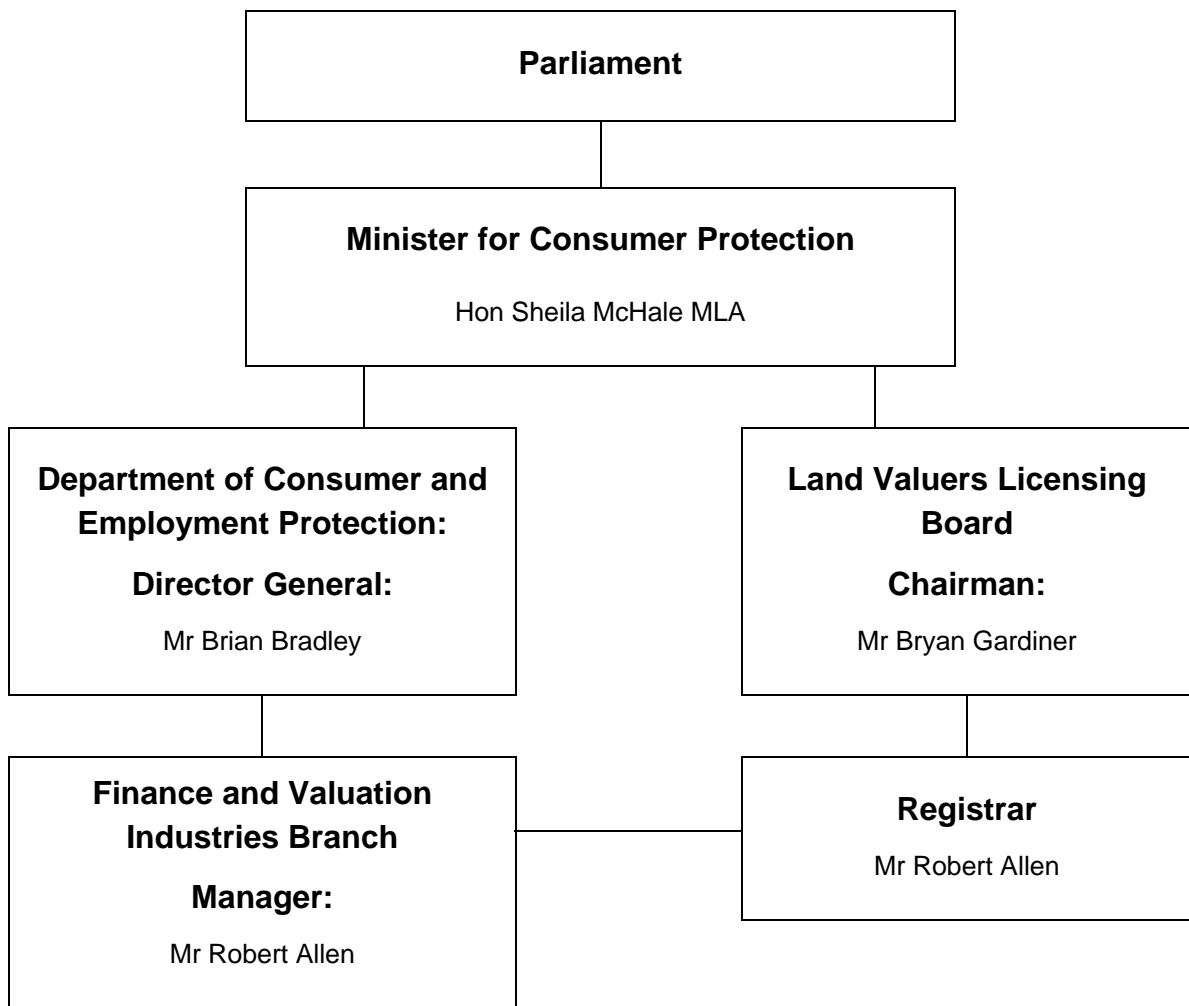 Parliament
Minister for Consumer Protection
Hon Sheila McHale MLA
Department of Consumer and
Employment Protection:
Director General:
Mr Brian Bradley
Land Valuers Licensing
Board
Chairman:
Mr Bryan Gardiner
Finance and Valuation
Industries Branch
Manager:
Mr Robert Allen
Registrar
Mr Robert Allen